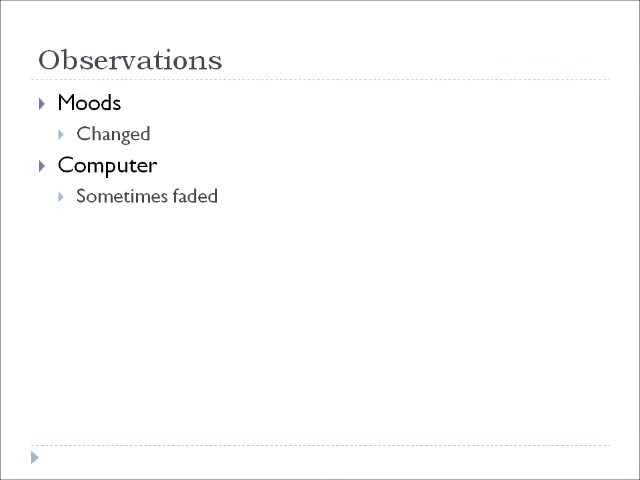 Observations
Moods
Changed
Computer
Sometimes faded